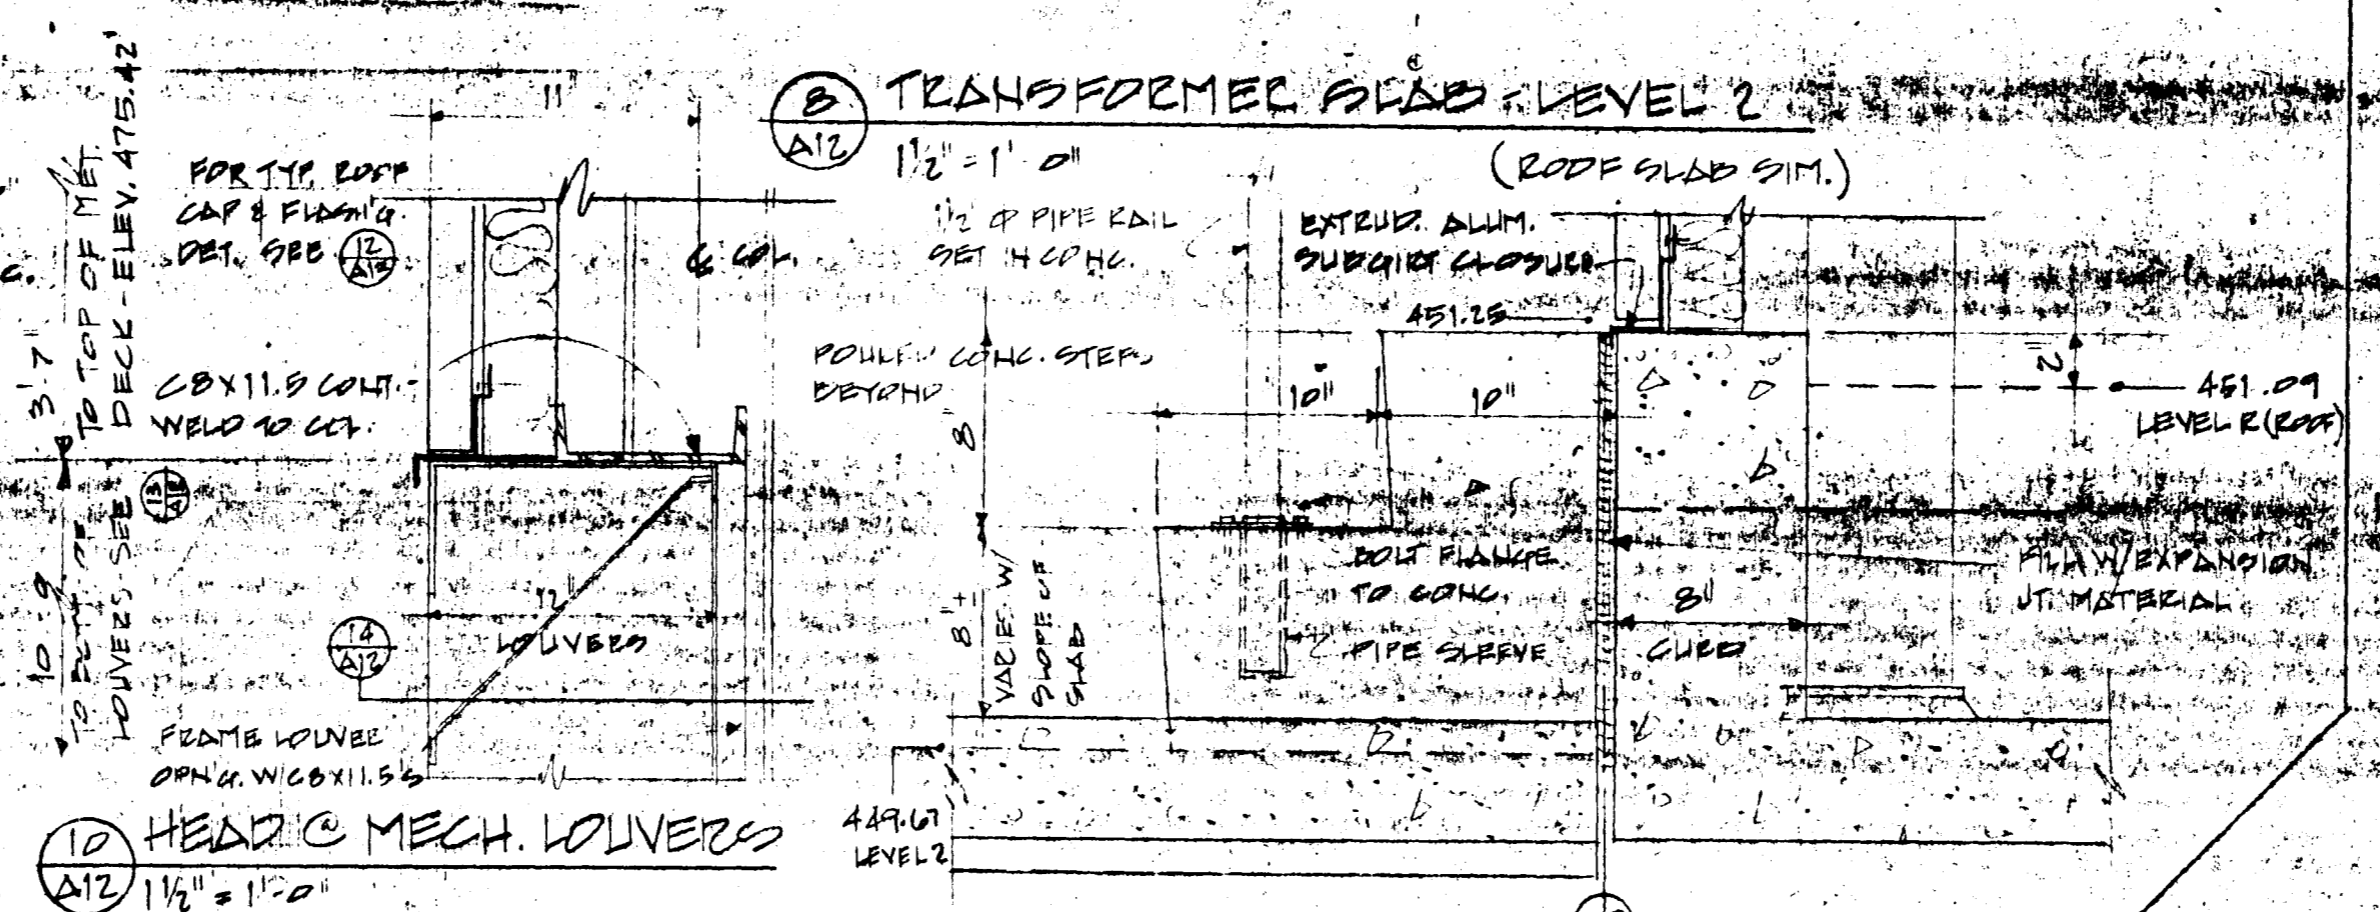 8
A12
TRANSFORMER SLAB - LEVEL 2
1½" = 1'-0"
(ROOF SLAB SIM.)
11"
FOR TYP. ROOF
CAP & FLASH'G.
DET. SEE 12
A12
℄ COL.
C8X11.5 CONT.
WELD TO COL.
3'-7"
TO TOP OF MET.
DECK - ELEV. 475.42'
10'-9
LOUVERS SEE
13
14
A12
12"
LOUVERS
FRAME LOUVER
OPN'G. W/C8X11.5'S
10
A12
HEAD @ MECH. LOUVERS
1½" = 1'-0"
1½" Φ PIPE RAIL
SET IN CONC.
POURED CONC. STEPS
BEYOND
8
8"±
VARIES W/
SLOPE OF
SLAB
449.67
LEVEL 2
EXTRUD. ALUM.
SUBGIRT CLOSURE
451.25
10"
10"
BOLT FLANGE
TO CONC.
PIPE SLEEVE
8"
CURB
2"
451.09
LEVEL R (ROOF)
FILL W/EXPANSION
JT. MATERIAL